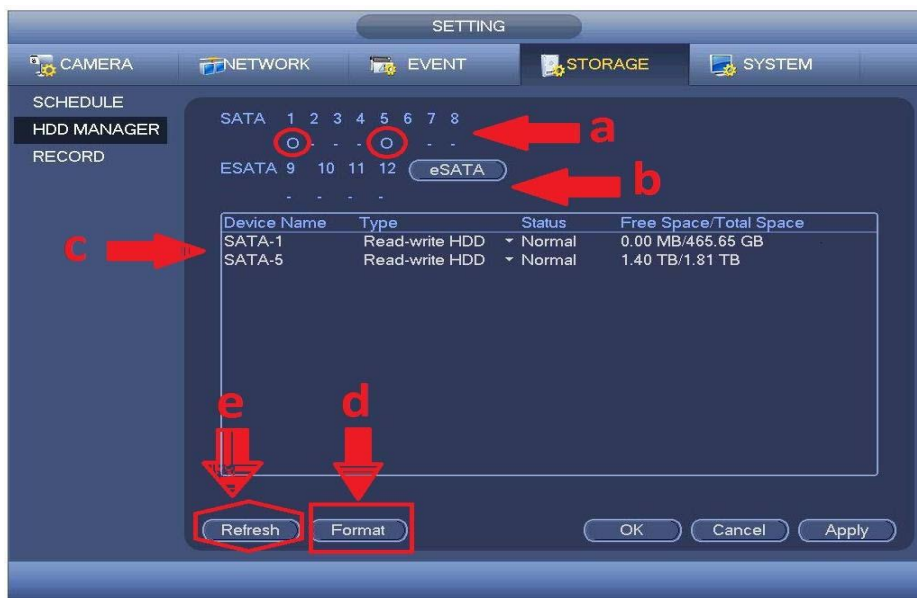 SETTING
CAMERA NETWORK EVENT STORAGE SYSTEM
SCHEDULE
HDD MANAGER
RECORD
SATA 1 2 3 4 5 6 7 8
O - - - O - - -
a
ESATA 9 10 11 12 eSATA
- - - -
b
Device Name Type Status Free Space/Total Space
SATA-1 Read-write HDD Normal 0.00 MB/465.65 GB
SATA-5 Read-write HDD Normal 1.40 TB/1.81 TB
c
e d
Refresh Format OK Cancel Apply